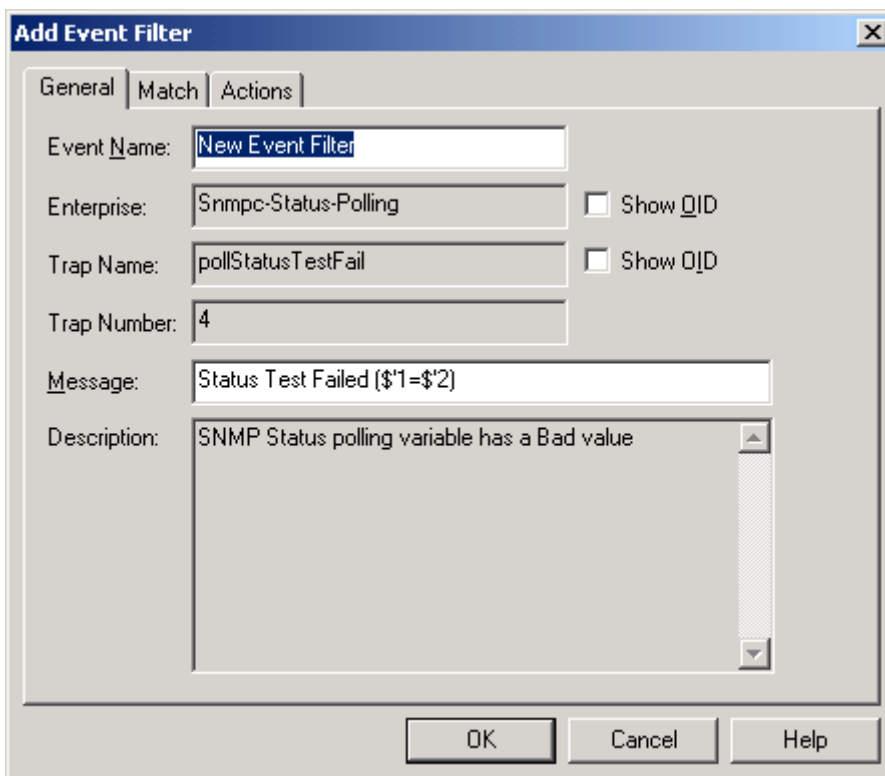 Add Event Filter
General Match Actions
Event Name: New Event Filter
Enterprise: Snmpc-Status-Polling Show OID
Trap Name: pollStatusTestFail Show OID
Trap Number: 4
Message: Status Test Failed ($'1=$'2)
Description: SNMP Status polling variable has a Bad value
OK Cancel Help